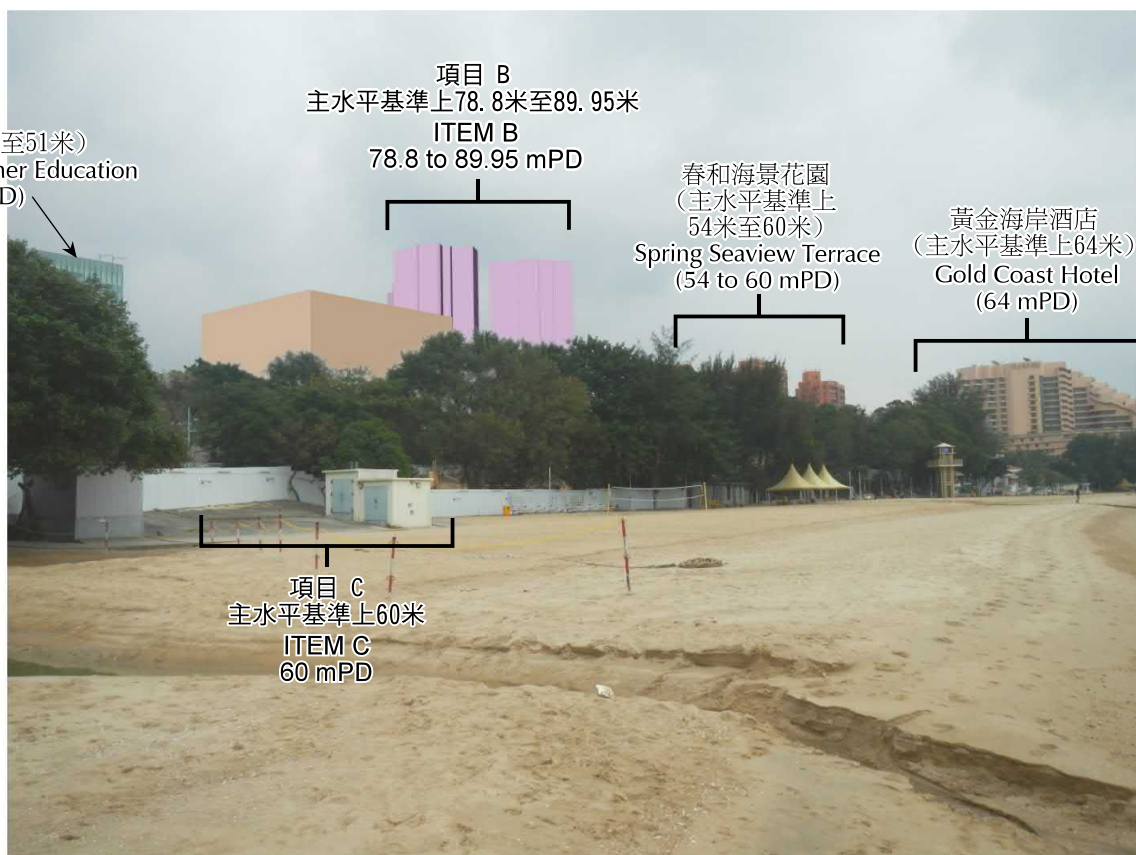 項目 B
主水平基準上78.8米至89.95米
ITEM B
78.8 to 89.95 mPD
至51米）
Education
春和海景花園
（主水平基準上
54米至60米）
Spring Seaview Terrace
(54 to 60 mPD)
黃金海岸酒店
（主水平基準上64米）
Gold Coast Hotel
(64 mPD)
項目 C
主水平基準上60米
ITEM C
60 mPD